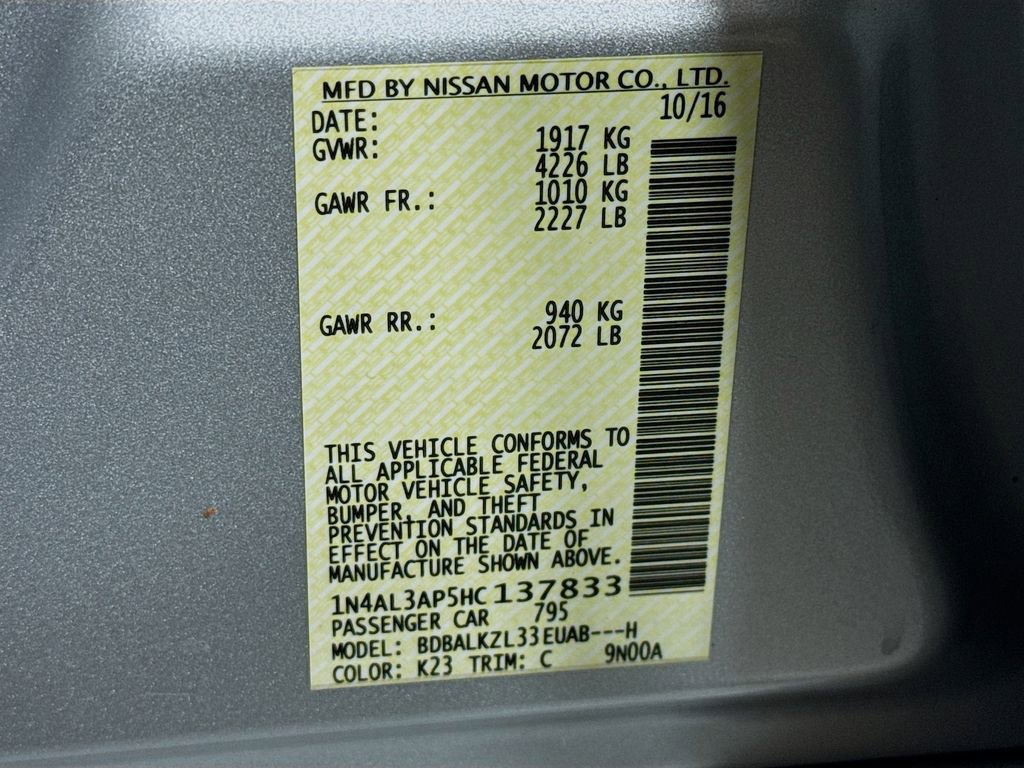 MFD BY NISSAN MOTOR CO., LTD.
DATE: 10/16
GVWR: 1917 KG
4226 LB
GAWR FR.: 1010 KG
2227 LB
GAWR RR.: 940 KG
2072 LB
THIS VEHICLE CONFORMS TO
ALL APPLICABLE FEDERAL
MOTOR VEHICLE SAFETY,
BUMPER, AND THEFT
PREVENTION STANDARDS IN
EFFECT ON THE DATE OF
MANUFACTURE SHOWN ABOVE.
1N4AL3AP5HC137833
PASSENGER CAR 795
MODEL: BDBALKZL33EUAB---H
COLOR: K23 TRIM: C 9N00A